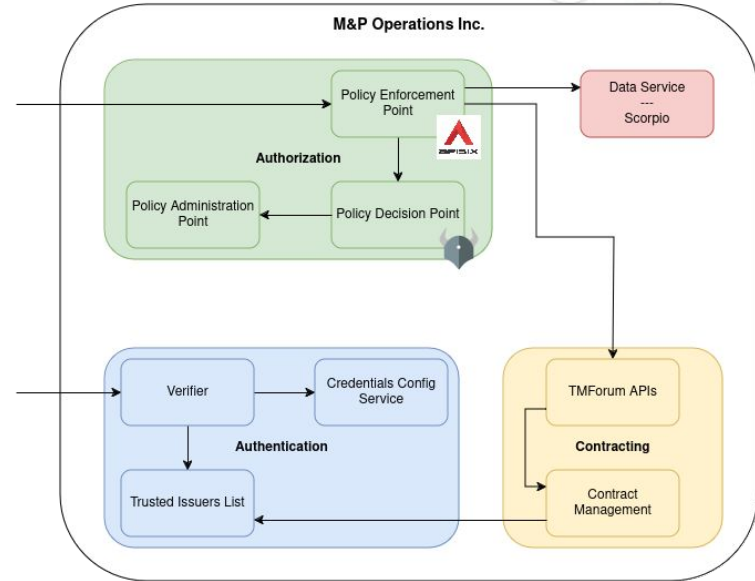 M&P Operations Inc.
Policy Enforcement
Point
Data Service
---
Scorpio
APISIX
Authorization
Policy Administration
Point
Policy Decision Point
Verifier
Credentials Config
Service
TMForum APIs
Authentication
Contracting
Trusted Issuers List
Contract
Management